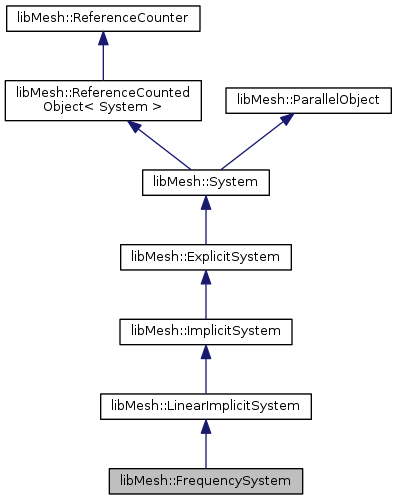 libMesh::ReferenceCounter
libMesh::ReferenceCounted
Object< System >
libMesh::ParallelObject
libMesh::System
libMesh::ExplicitSystem
libMesh::ImplicitSystem
libMesh::LinearImplicitSystem
libMesh::FrequencySystem